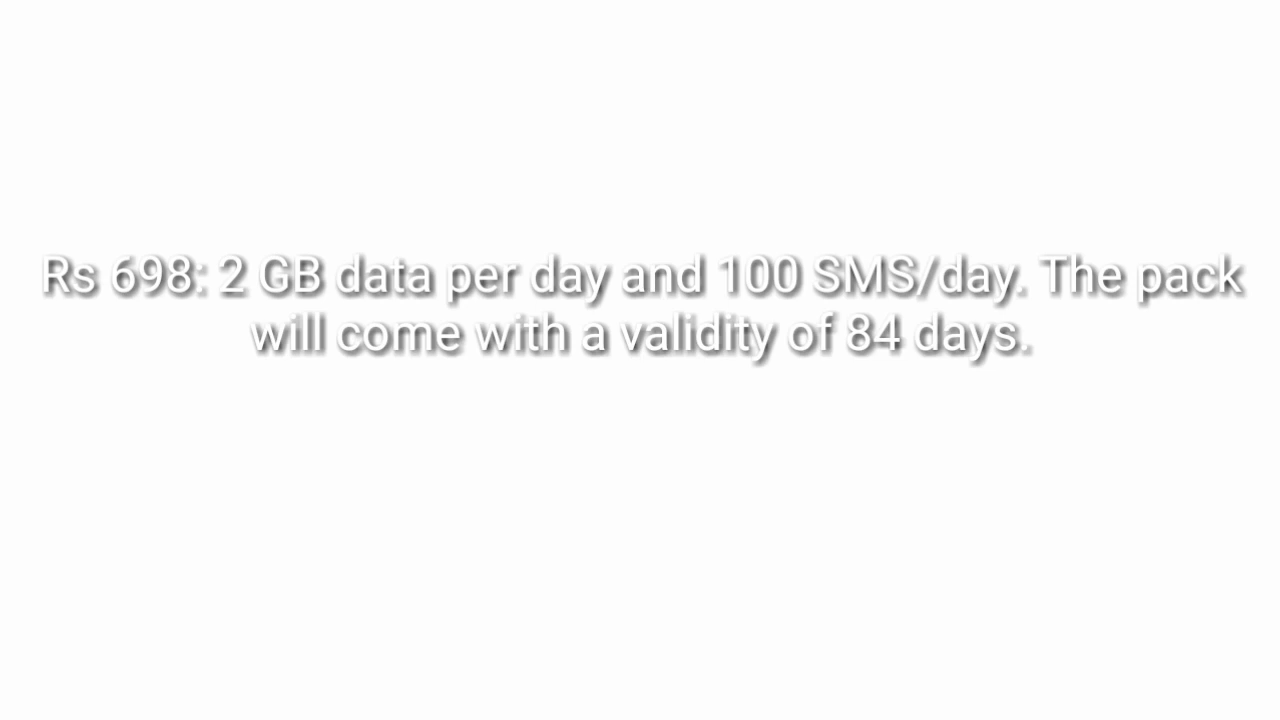 Rs 698: 2 GB data per day and 100 SMS/day. The pack
will come with a validity of 84 days.